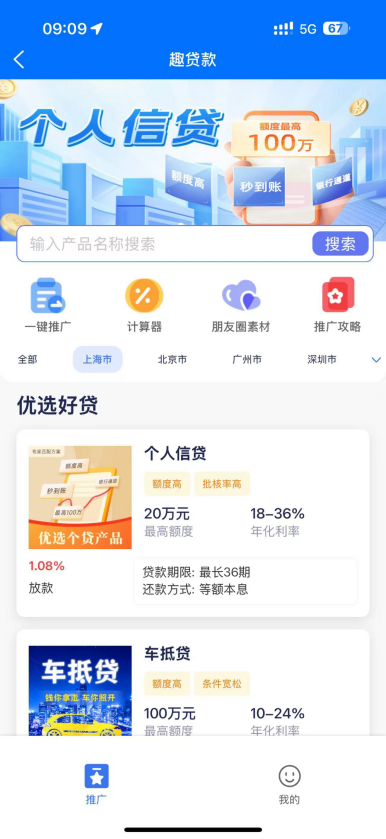 09:09
5G
67
趣贷款
个人信贷
额度最高
100万
额度高
秒到账
银行通道
输入产品名称搜索
搜索
一键推广
计算器
朋友圈素材
推广攻略
全部
上海市
北京市
广州市
深圳市
优选好贷
专家匹配方案
额度高
银行通道
秒到账
最高100万
优选个贷产品
个人信贷
额度高
批核率高
20万元
18–36%
最高额度
年化利率
1.08%
放款
贷款期限: 最长36期
还款方式: 等额本息
车抵贷
钱你拿走 车你照开
车抵贷
额度高
条件宽松
100万元
10–24%
最高额度
年化利率
推广
我的